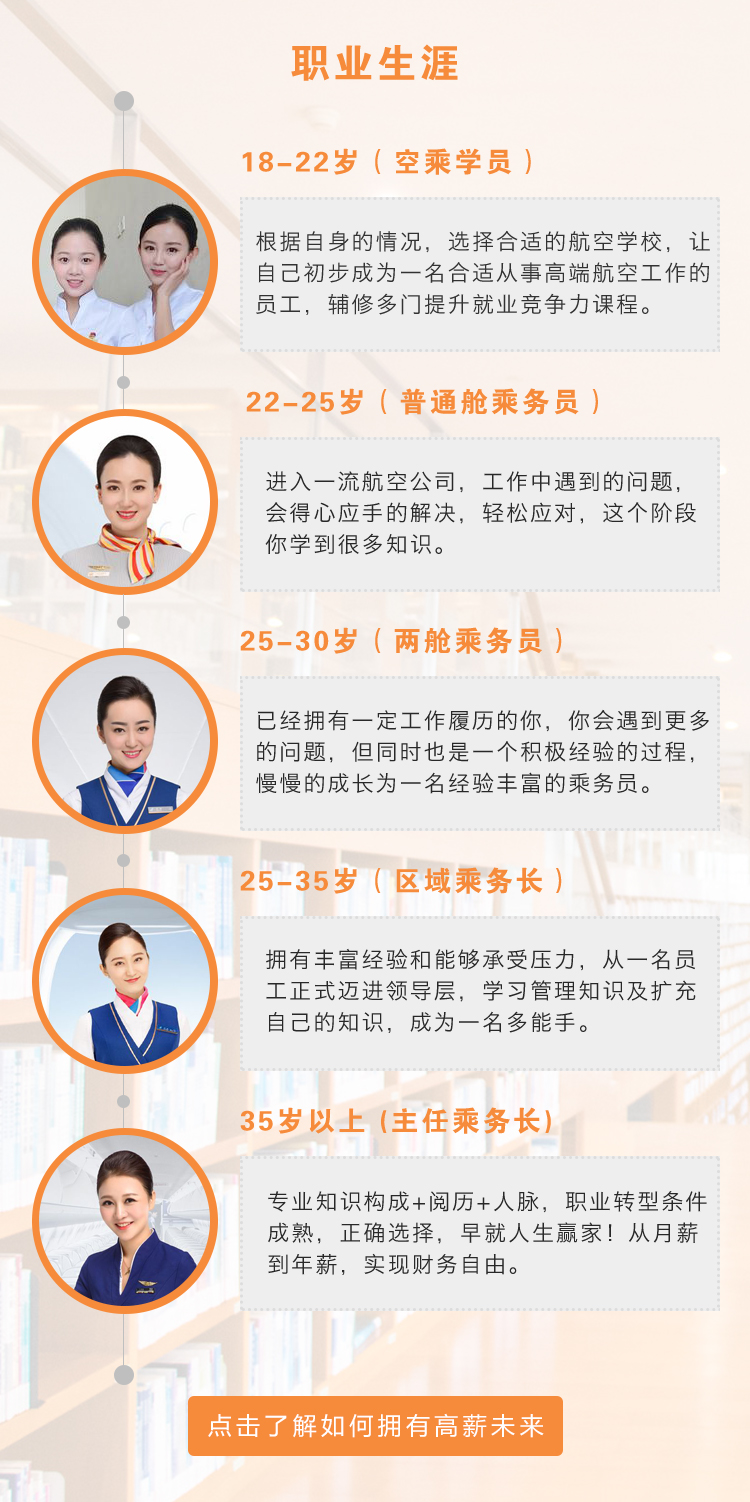 职业生涯
18-22岁（空乘学员）
根据自身的情况，选择合适的航空学校，让
自己初步成为一名合适从事高端航空工作的
员工，辅修多门提升就业竞争力课程。
22-25岁（普通舱乘务员）
进入一流航空公司，工作中遇到的问题，
会得心应手的解决，轻松应对，这个阶段
你学到很多知识。
25-30岁（两舱乘务员）
已经拥有一定工作履历的你，你会遇到更多
的问题，但同时也是一个积极经验的过程，
慢慢的成长为一名经验丰富的乘务员。
25-35岁（区域乘务长）
拥有丰富经验和能够承受压力，从一名员
工正式迈进领导层，学习管理知识及扩充
自己的知识，成为一名多能手。
35岁以上 (主任乘务长)
专业知识构成+阅历+人脉，职业转型条件
成熟，正确选择，早就人生赢家！从月薪
到年薪，实现财务自由。
点击了解如何拥有高薪未来